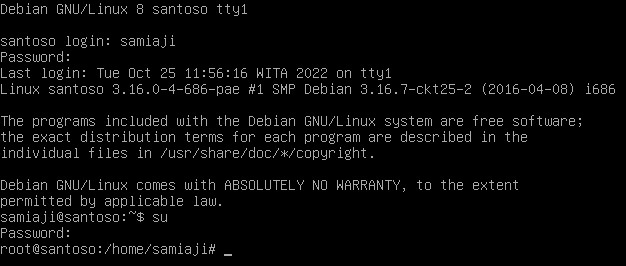 Debian GNU/Linux 8 santoso tty1
santoso login: samiaji
Password:
Last login: Tue Oct 25 11:56:16 WITA 2022 on tty1
Linux santoso 3.16.0-4-686-pae #1 SMP Debian 3.16.7-ckt25-2 (2016-04-08) i686
The programs included with the Debian GNU/Linux system are free software;
the exact distribution terms for each program are described in the
individual files in /usr/share/doc/*/copyright.
Debian GNU/Linux comes with ABSOLUTELY NO WARRANTY, to the extent
permitted by applicable law.
samiaji@santoso:~$ su
Password:
root@santoso:/home/samiaji# _